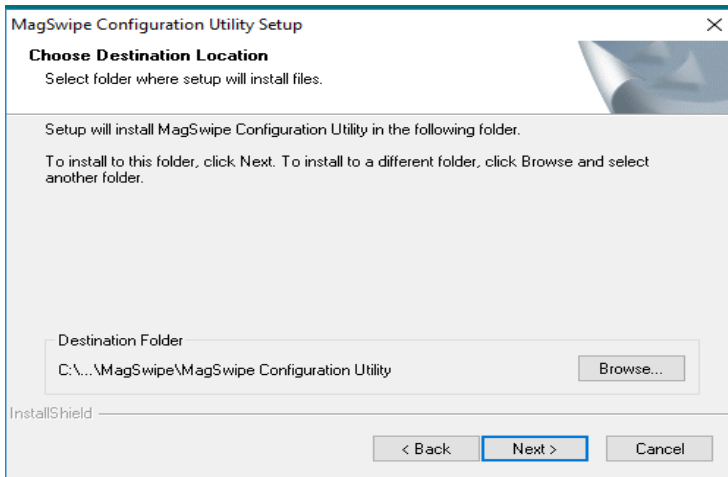 MagSwipe Configuration Utility Setup
Choose Destination Location
Select folder where setup will install files.
Setup will install MagSwipe Configuration Utility in the following folder.
To install to this folder, click Next. To install to a different folder, click Browse and select
another folder.
Destination Folder
C:\...\MagSwipe\MagSwipe Configuration Utility
Browse...
InstallShield
< Back
Next >
Cancel